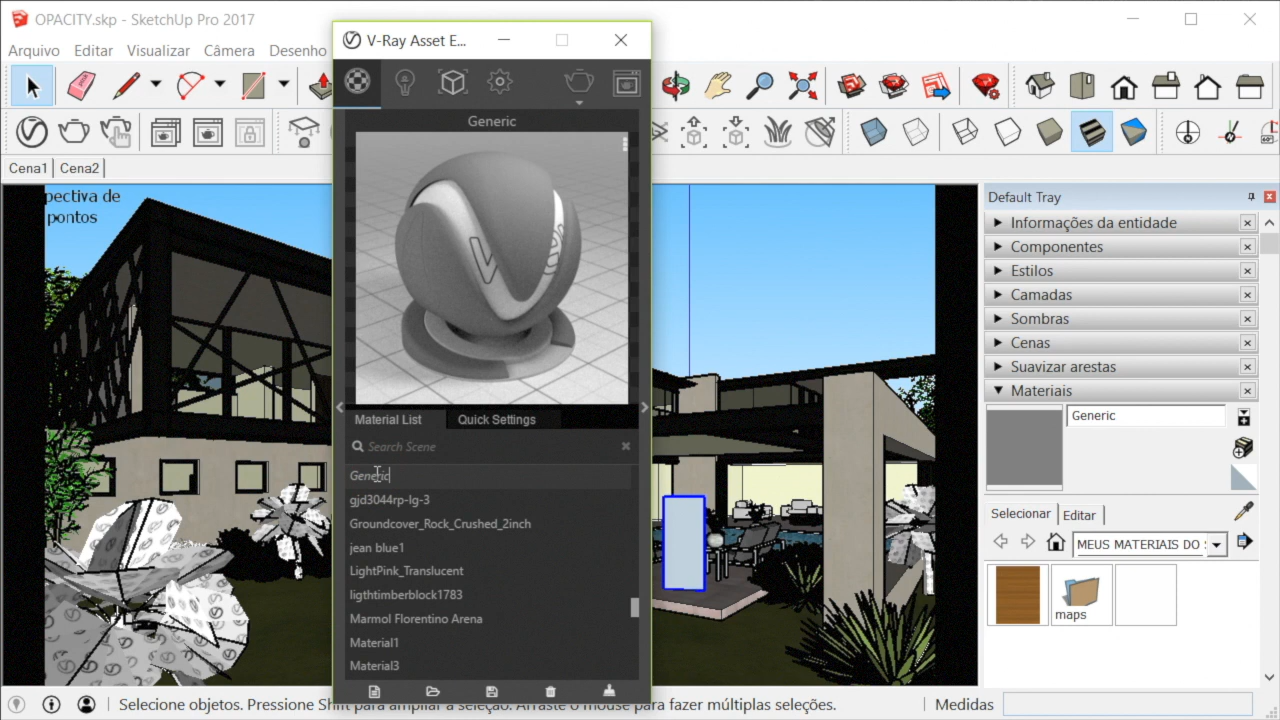 OPACITY.skp - SketchUp Pro 2017
Arquivo Editar Visualizar Câmera Desenho
V-Ray Asset E...
Cena1 Cena2
pectiva de
pontos
Generic
Material List Quick Settings
Search Scene
Generic
gjd3044rp-lg-3
Groundcover_Rock_Crushed_2inch
jean blue1
LightPink_Translucent
ligthtimberblock1783
Marmol Florentino Arena
Material1
Material3
Default Tray
Informações da entidade
Componentes
Estilos
Camadas
Sombras
Cenas
Suavizar arestas
Materiais
Generic
Selecionar Editar
MEUS MATERIAIS DO
maps
Selecione objetos. Pressione Shift para ampliar a seleção. Arraste o mouse para fazer múltiplas seleções.
Medidas